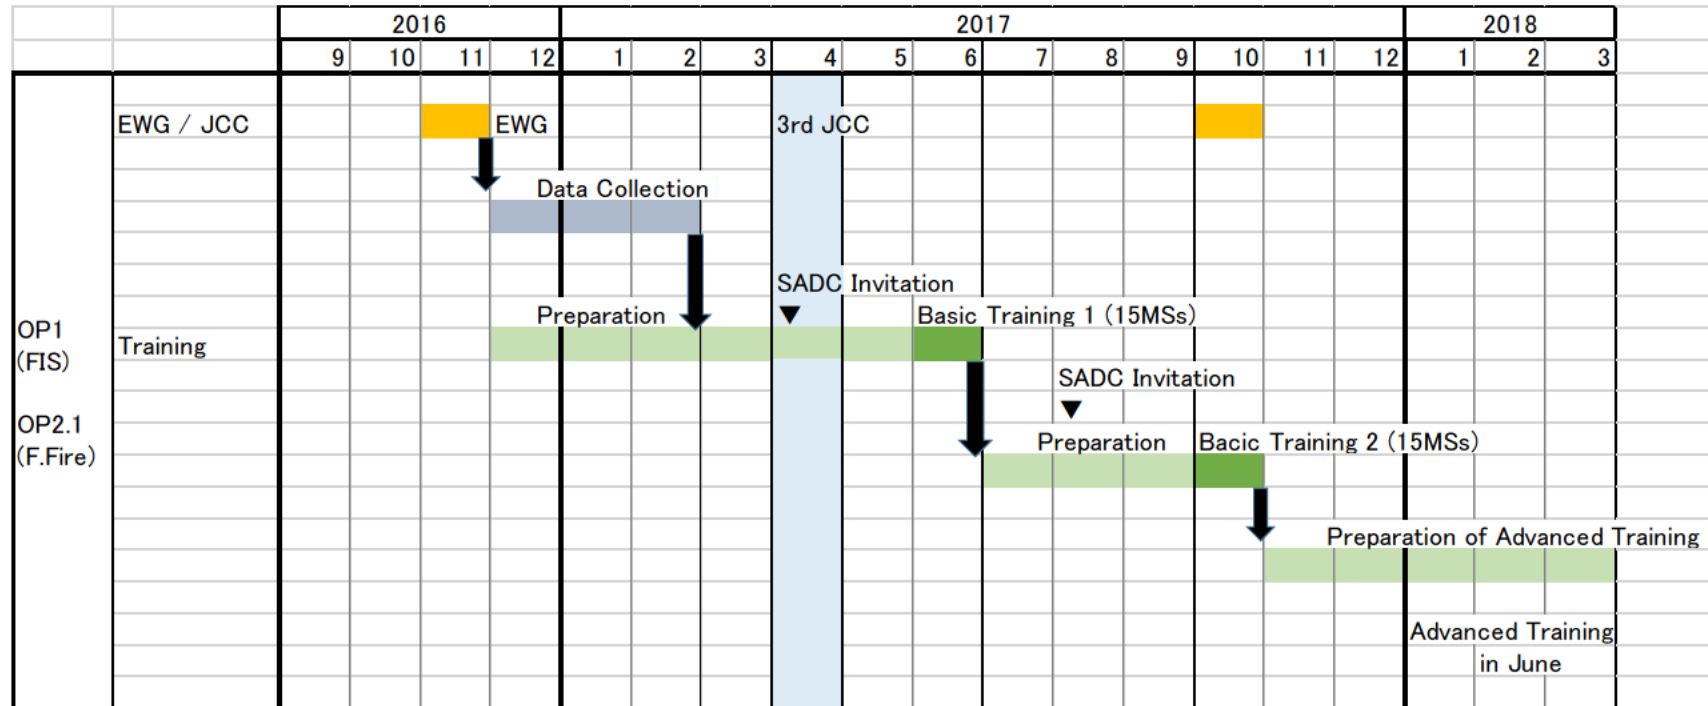 2016 2017 2018
9 10 11 12 1 2 3 4 5 6 7 8 9 10 11 12 1 2 3
EWG / JCC EWG 3rd JCC
Data Collection
SADC Invitation
▼
Preparation Basic Training 1 (15MSs)
OP1
(FIS)
Training
SADC Invitation
▼
OP2.1
(F.Fire)
Preparation Bacic Training 2 (15MSs)
Preparation of Advanced Training
Advanced Training
in June